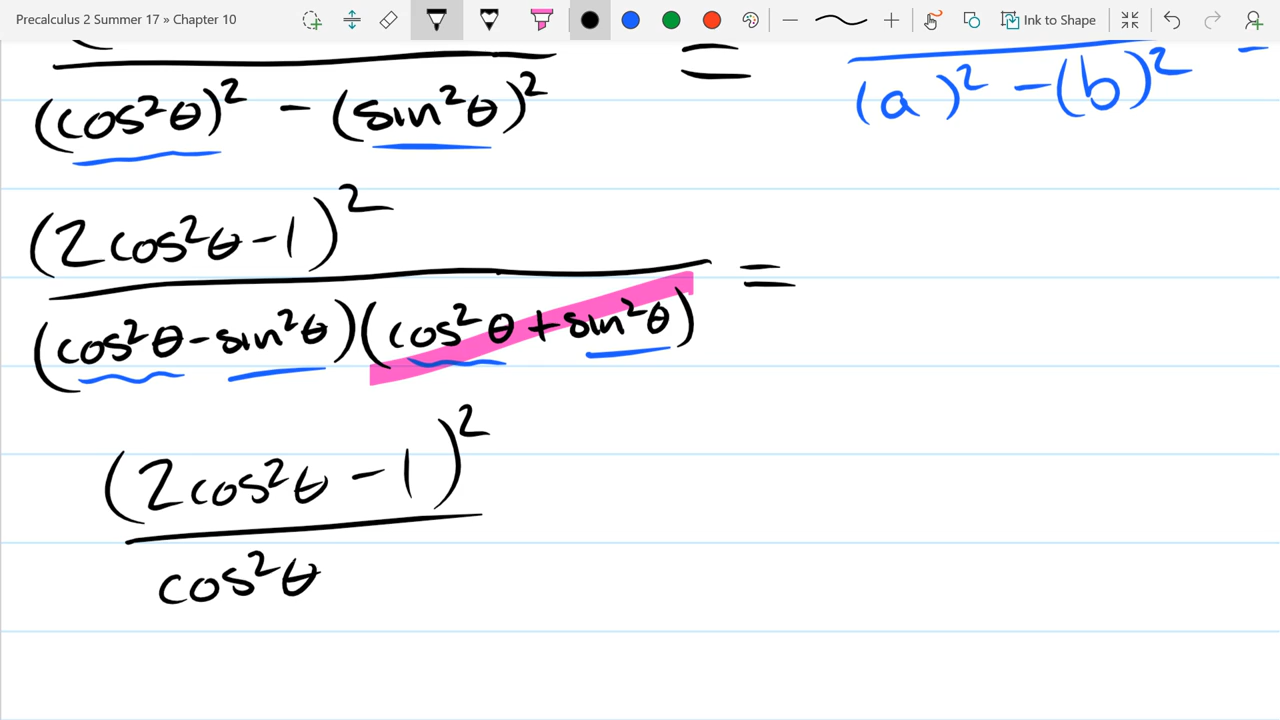 Precalculus 2 Summer 17 » Chapter 10
Ink to Shape
(cos²θ)² - (sin²θ)²
=
(a)² - (b)²
(2cos²θ - 1)²
(cos²θ - sin²θ)(cos²θ + sin²θ)
=
(2cos²θ - 1)²
cos²θ